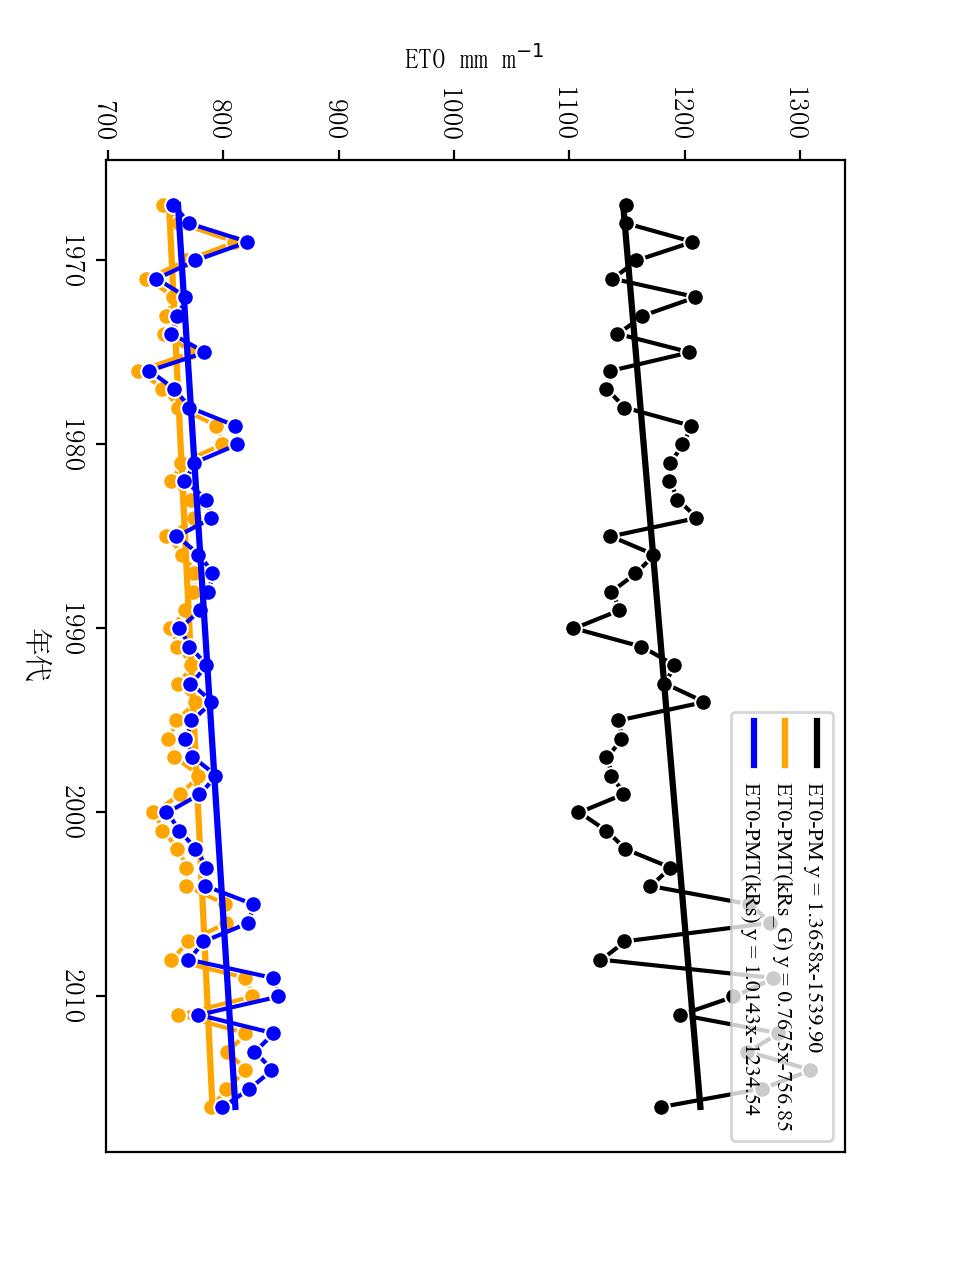 ET0 mm m⁻¹
1300
1200
1100
1000
900
800
700
1970
1980
1990
2000
2010
年代
ET0-PM y = 1.3658x-1539.90
ET0-PMT(kRs_G) y = 0.7675x-756.85
ET0-PMT(kRs) y = 1.0143x-1234.54